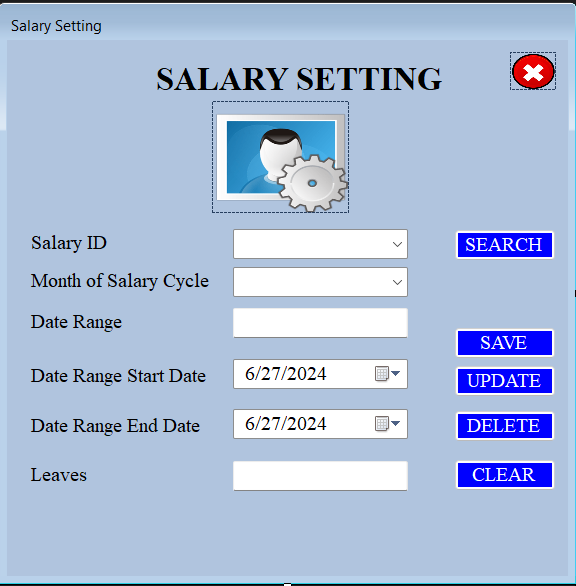 Salary Setting
SALARY SETTING
Salary ID
SEARCH
Month of Salary Cycle
Date Range
SAVE
Date Range Start Date 6/27/2024
UPDATE
Date Range End Date 6/27/2024
DELETE
Leaves
CLEAR